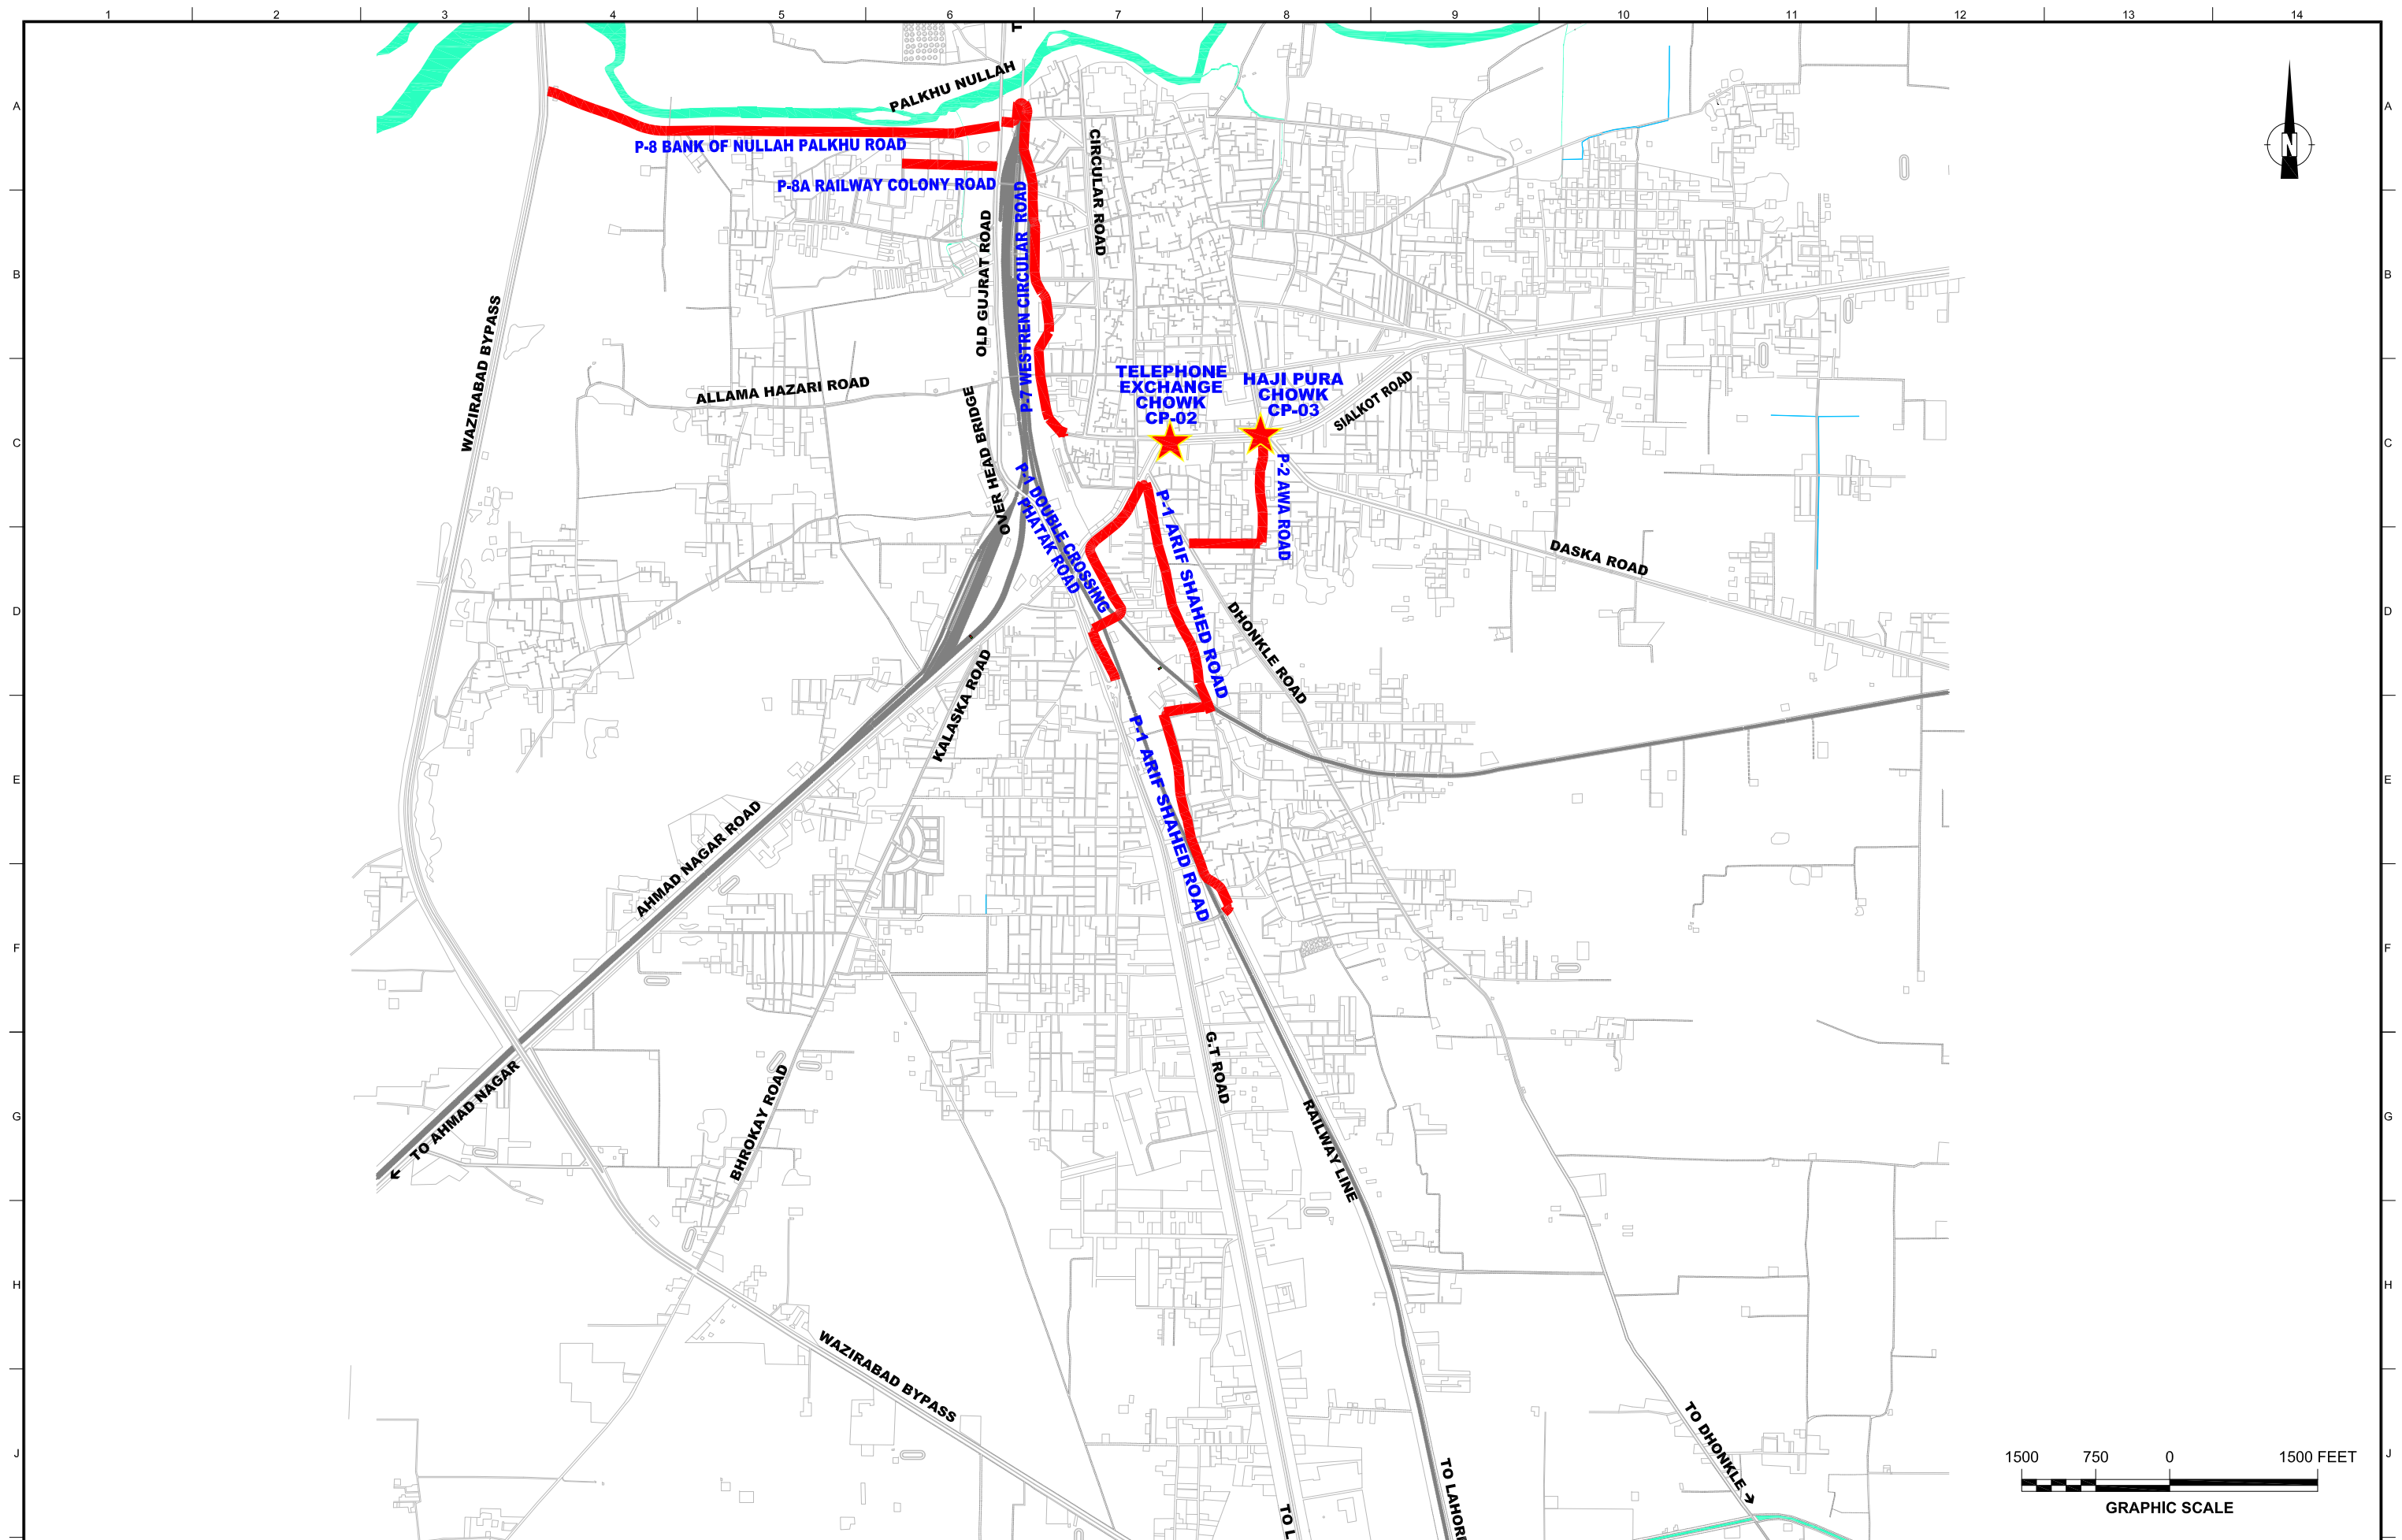 1 2 3 4 5 6 7 8 9 10 11 12 13 14
A A
B B
C C
D D
E E
F F
G G
H H
J J
T
PALKHU NULLAH
P-8 BANK OF NULLAH PALKHU ROAD
P-8A RAILWAY COLONY ROAD
CIRCULAR ROAD
OLD GUJRAT ROAD
P-7 WESTREN CIRCULAR ROAD
N
WAZIRABAD BYPASS
ALLAMA HAZARI ROAD
OVER HEAD BRIDGE
TELEPHONE
EXCHANGE
CHOWK
CP-02
HAJI PURA
CHOWK
CP-03
SIALKOT ROAD
P-1 DOUBLE CROSSING
PHATAK ROAD
P-1 ARIF SHAHED ROAD
P-2 AWA ROAD
DASKA ROAD
DHONKLE ROAD
KALASKA ROAD
P-1 ARIF SHAHED ROAD
AHMAD NAGAR ROAD
TO AHMAD NAGAR
BHROKAY ROAD
G.T ROAD
RAILWAY LINE
WAZIRABAD BYPASS
TO DHONKLE
TO LAHOR
TO L
1500 750 0 1500 FEET
GRAPHIC SCALE